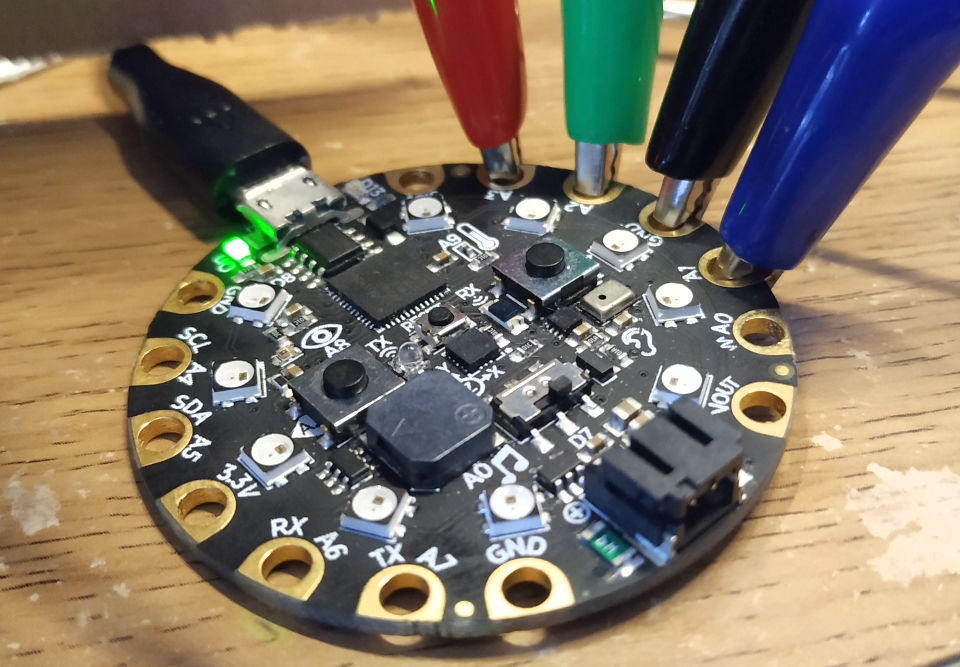 D13
A3
A2
GND
A1
A9
RX
A0
VOUT
A8
TX
GND
SCL
A4
SDA
A5
3.3V
RX A6
TX A7
GND
A0
D7